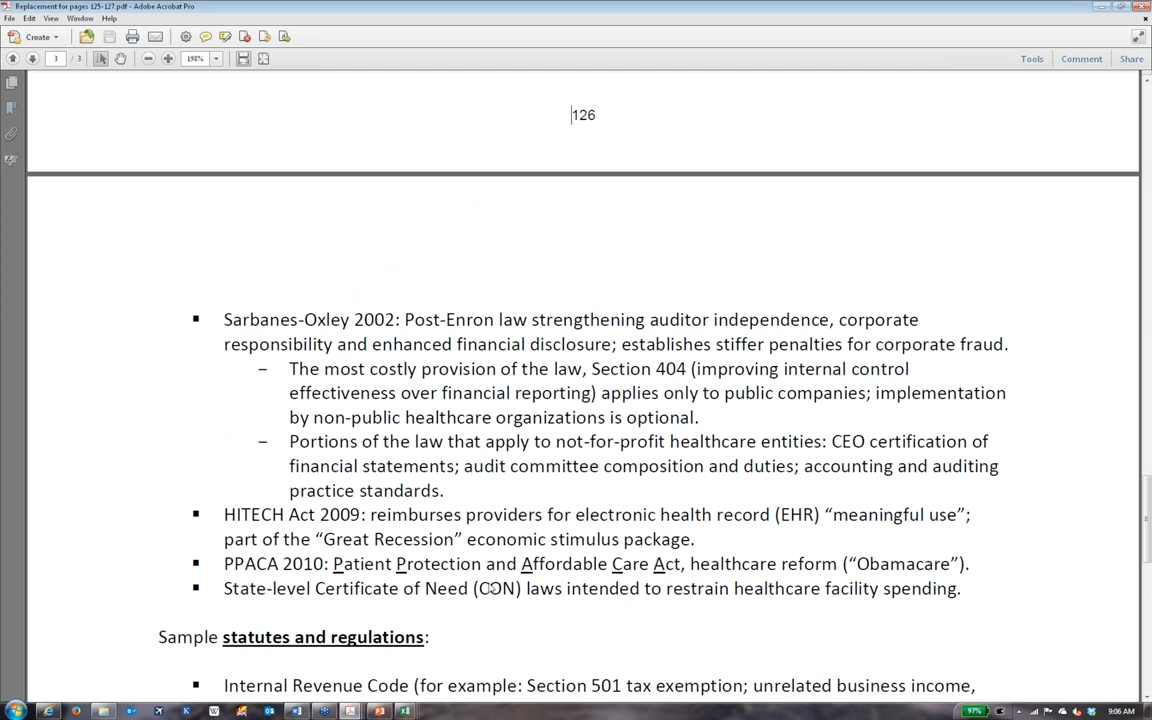 Replacement for pages 125-127.pdf - Adobe Acrobat Pro
File Edit View Window Help
Create
3 / 3 198% Tools Comment Share
126
▪ Sarbanes-Oxley 2002: Post-Enron law strengthening auditor independence, corporate
responsibility and enhanced financial disclosure; establishes stiffer penalties for corporate fraud.
– The most costly provision of the law, Section 404 (improving internal control
effectiveness over financial reporting) applies only to public companies; implementation
by non-public healthcare organizations is optional.
– Portions of the law that apply to not-for-profit healthcare entities: CEO certification of
financial statements; audit committee composition and duties; accounting and auditing
practice standards.
▪ HITECH Act 2009: reimburses providers for electronic health record (EHR) “meaningful use”;
part of the “Great Recession” economic stimulus package.
▪ PPACA 2010: Patient Protection and Affordable Care Act, healthcare reform (“Obamacare”).
▪ State-level Certificate of Need (CON) laws intended to restrain healthcare facility spending.
Sample statutes and regulations:
▪ Internal Revenue Code (for example: Section 501 tax exemption; unrelated business income,
97% 9:06 AM